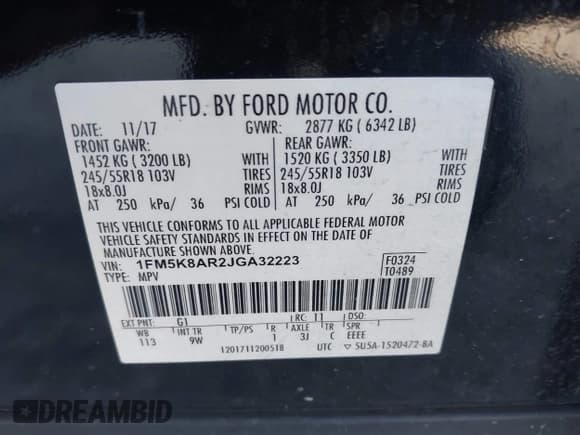 MFD. BY FORD MOTOR CO.
11/17 GVWR: 2877 KG ( 6342 LB)
FRONT GAWR: REAR GAWR:
1452 KG ( 3200 LB) WITH 1520 KG ( 3350 LB) WITH
245/55R18 103V TIRES 245/55R18 103V TIRES
18x8.0J RIMS 18x8.0J RIMS
AT 250 kPa/ 36 PSI COLD AT 250 kPa/ 36 PSI COLD
THIS VEHICLE CONFORMS TO ALL APPLICABLE FEDERAL MOTOR
VEHICLE SAFETY STANDARDS IN EFFECT ON THE DATE OF
MANUFACTURE SHOWN ABOVE.
VIN: 1FM5K8AR2JGA32223 F0324
TYPE: MPV T0489
EXT PNT: G1 RC: 11 DSO:
WB INT TR TP/PS R AXLE TR SPR
113 9W 1 3J C EEEE
1201711200518 UTC ▽ 5U5A-1520472-BA
DREAMBID